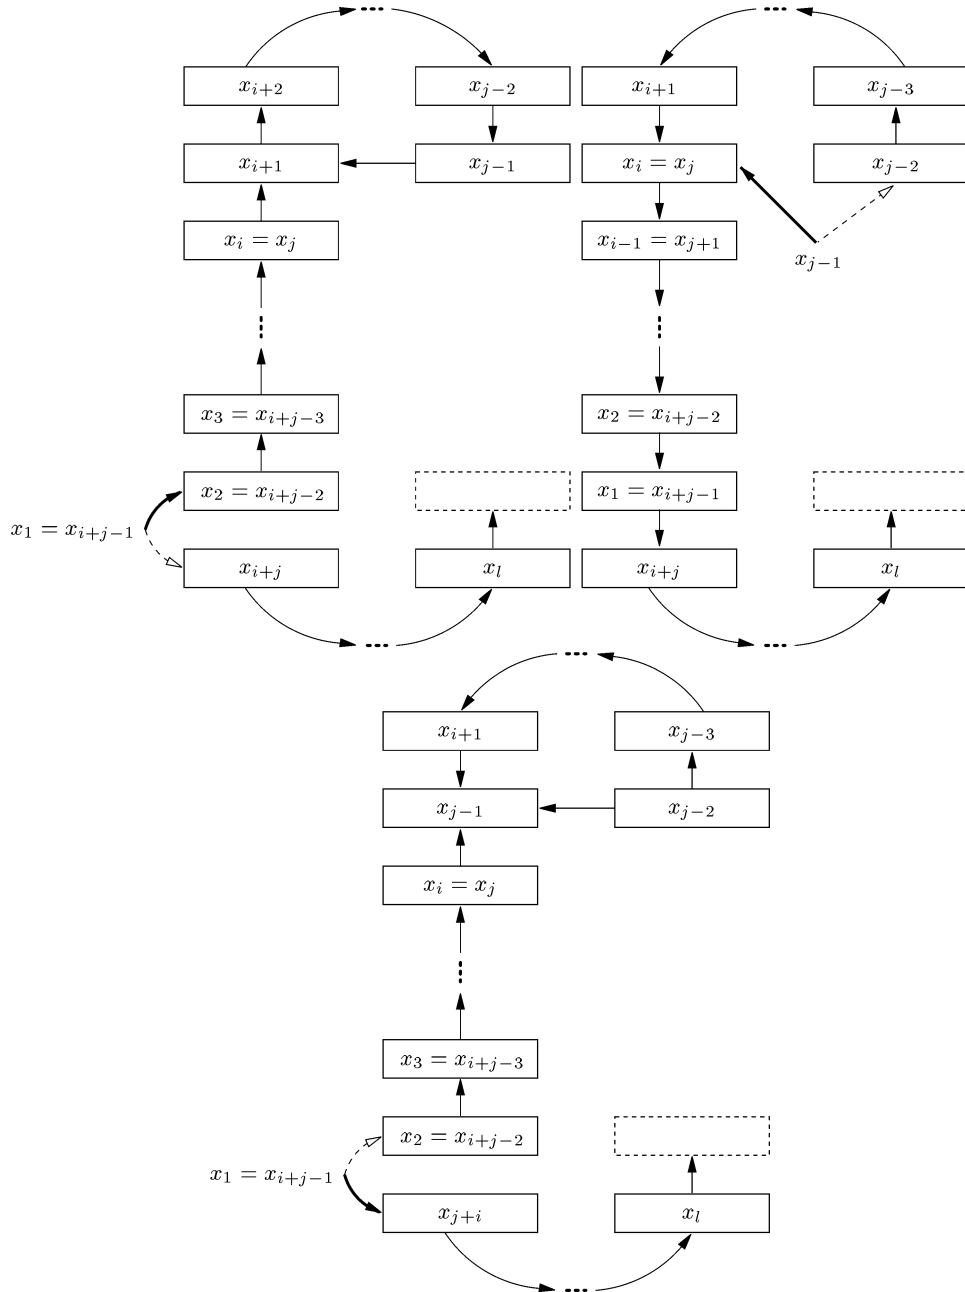 x_{i+2} x_{j-2} x_{i+1} x_{j-3}
x_{i+1} x_{j-1} x_i = x_j x_{j-2}
x_i = x_j x_{i-1} = x_{j+1}
x_{j-1}
x_3 = x_{i+j-3} x_2 = x_{i+j-2}
x_2 = x_{i+j-2} x_1 = x_{i+j-1}
x_1 = x_{i+j-1}
x_{i+j} x_l x_{i+j} x_l
x_{i+1} x_{j-3}
x_{j-1} x_{j-2}
x_i = x_j
x_3 = x_{i+j-3}
x_2 = x_{i+j-2}
x_1 = x_{i+j-1}
x_{j+i} x_l